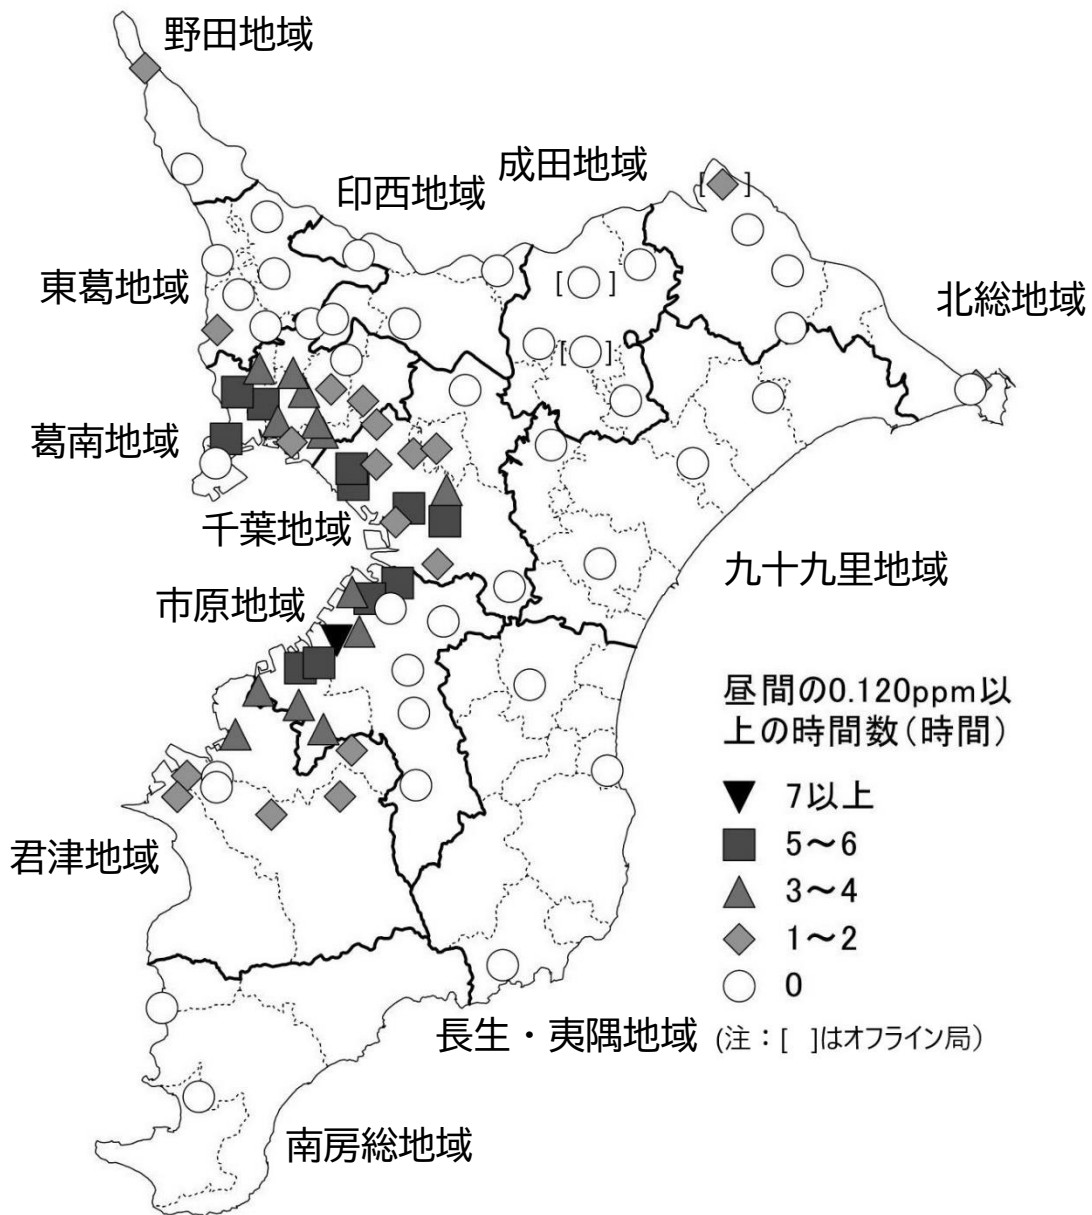 野田地域
成田地域
印西地域
[ ]
東葛地域
[ ]
北総地域
[ ]
葛南地域
千葉地域
九十九里地域
市原地域
昼間の0.120ppm以
上の時間数(時間)
7以上
5~6
3~4
君津地域
1~2
0
長生・夷隅地域
(注:[ ]はオフライン局)
南房総地域